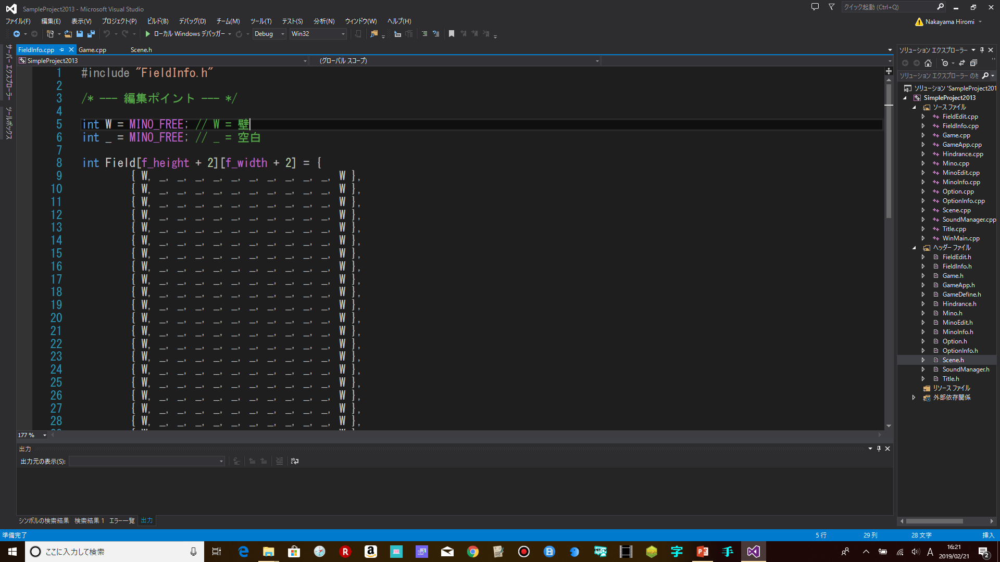 SampleProject2013 - Microsoft Visual Studio
クイック起動 (Ctrl+Q)
ファイル(F) 編集(E) 表示(V) プロジェクト(P) ビルド(B) デバッグ(D) チーム(M) ツール(T) テスト(S) 分析(N) ウィンドウ(W) ヘルプ(H)
Nakayama Hiromi
ローカル Windows デバッガー Debug Win32
サーバー エクスプローラー
ツールボックス
FieldInfo.cpp Game.cpp Scene.h
SampleProject2013 (グローバル スコープ)
1 #include "FieldInfo.h"
2
3 /* --- 編集ポイント --- */
4
5 int W = MINO_FREE; // W = 壁
6 int _ = MINO_FREE; // _ = 空白
7
8 int Field[f_height + 2][f_width + 2] = {
9 { W, _, _, _, _, _, _, _, _, _, _, W },
10 { W, _, _, _, _, _, _, _, _, _, _, W },
11 { W, _, _, _, _, _, _, _, _, _, _, W },
12 { W, _, _, _, _, _, _, _, _, _, _, W },
13 { W, _, _, _, _, _, _, _, _, _, _, W },
14 { W, _, _, _, _, _, _, _, _, _, _, W },
15 { W, _, _, _, _, _, _, _, _, _, _, W },
16 { W, _, _, _, _, _, _, _, _, _, _, W },
17 { W, _, _, _, _, _, _, _, _, _, _, W },
18 { W, _, _, _, _, _, _, _, _, _, _, W },
19 { W, _, _, _, _, _, _, _, _, _, _, W },
20 { W, _, _, _, _, _, _, _, _, _, _, W },
21 { W, _, _, _, _, _, _, _, _, _, _, W },
22 { W, _, _, _, _, _, _, _, _, _, _, W },
23 { W, _, _, _, _, _, _, _, _, _, _, W },
24 { W, _, _, _, _, _, _, _, _, _, _, W },
25 { W, _, _, _, _, _, _, _, _, _, _, W },
26 { W, _, _, _, _, _, _, _, _, _, _, W },
27 { W, _, _, _, _, _, _, _, _, _, _, W },
28 { W, _, _, _, _, _, _, _, _, _, _, W },
177 %
出力
出力元の表示(S):
シンボルの検索結果 検索結果 1 エラー一覧 出力
ソリューション エクスプローラー
ソリューション エクスプローラー の
ソリューション 'SampleProject201
SimpleProject2013
ソース ファイル
FieldEdit.cpp
FieldInfo.cpp
Game.cpp
GameApp.cpp
Hindrance.cpp
Mino.cpp
MinoEdit.cpp
MinoInfo.cpp
Option.cpp
OptionInfo.cpp
Scene.cpp
SoundManager.cpp
Title.cpp
WinMain.cpp
ヘッダー ファイル
FieldEdit.h
FieldInfo.h
Game.h
GameApp.h
GameDefine.h
Hindrance.h
Mino.h
MinoEdit.h
MinoInfo.h
Option.h
OptionInfo.h
Scene.h
SoundManager.h
Title.h
リソース ファイル
外部依存関係
準備完了 5 行 29 列 28 文字 挿入
ここに入力して検索
字
手
A
16:21
2019/02/21
2